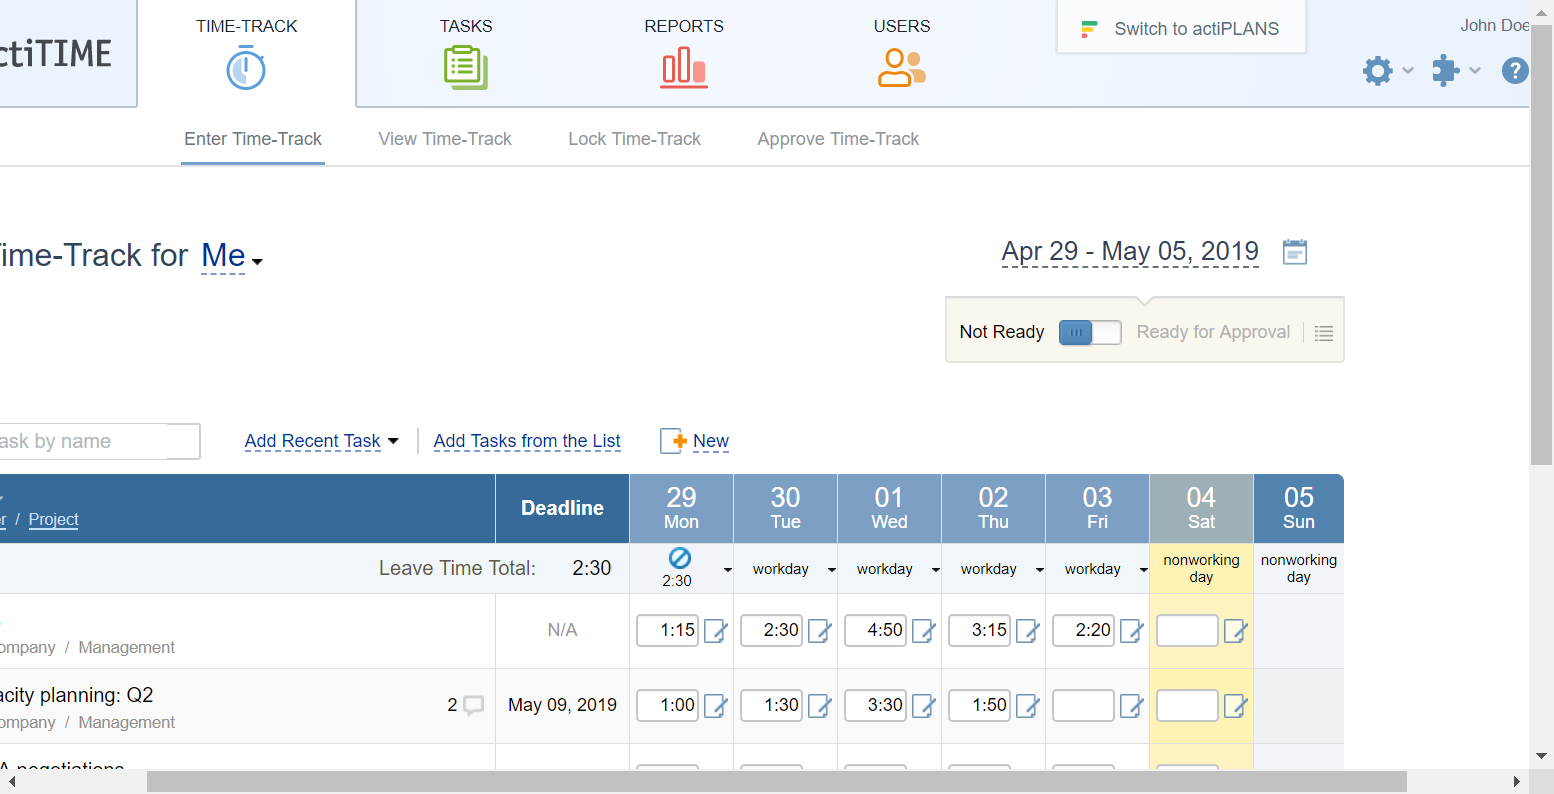 ctiTIME
TIME-TRACK
TASKS
REPORTS
USERS
Switch to actiPLANS
John Doe
?
Enter Time-Track
View Time-Track
Lock Time-Track
Approve Time-Track
ime-Track for Me
Apr 29 - May 05, 2019
Not Ready
Ready for Approval
ask by name
Add Recent Task
Add Tasks from the List
New
r / Project
Deadline
29 Mon
30 Tue
01 Wed
02 Thu
03 Fri
04 Sat
05 Sun
Leave Time Total: 2:30
2:30
workday
workday
workday
workday
nonworking day
nonworking day
ompany / Management
N/A
1:15
2:30
4:50
3:15
2:20
acity planning: Q2
ompany / Management
2
May 09, 2019
1:00
1:30
3:30
1:50
A negotiations